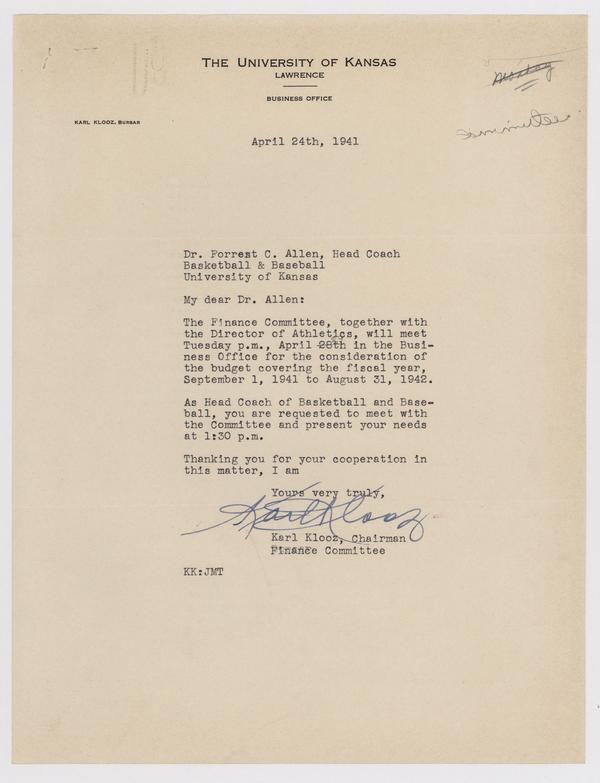 THE UNIVERSITY OF KANSAS
LAWRENCE
BUSINESS OFFICE
Monday
KARL KLOOZ, BURSAR
committee
April 24th, 1941
Dr. Forrest C. Allen, Head Coach
Basketball & Baseball
University of Kansas
My dear Dr. Allen:
The Finance Committee, together with
the Director of Athletics, will meet
Tuesday p.m., April 28th in the Busi-
ness Office for the consideration of
the budget covering the fiscal year,
September 1, 1941 to August 31, 1942.
As Head Coach of Basketball and Base-
ball, you are requested to meet with
the Committee and present your needs
at 1:30 p.m.
Thanking you for your cooperation in
this matter, I am
Yours very truly,
Karl Klooz
Karl Klooz, Chairman
Finance Committee
KK:JMT